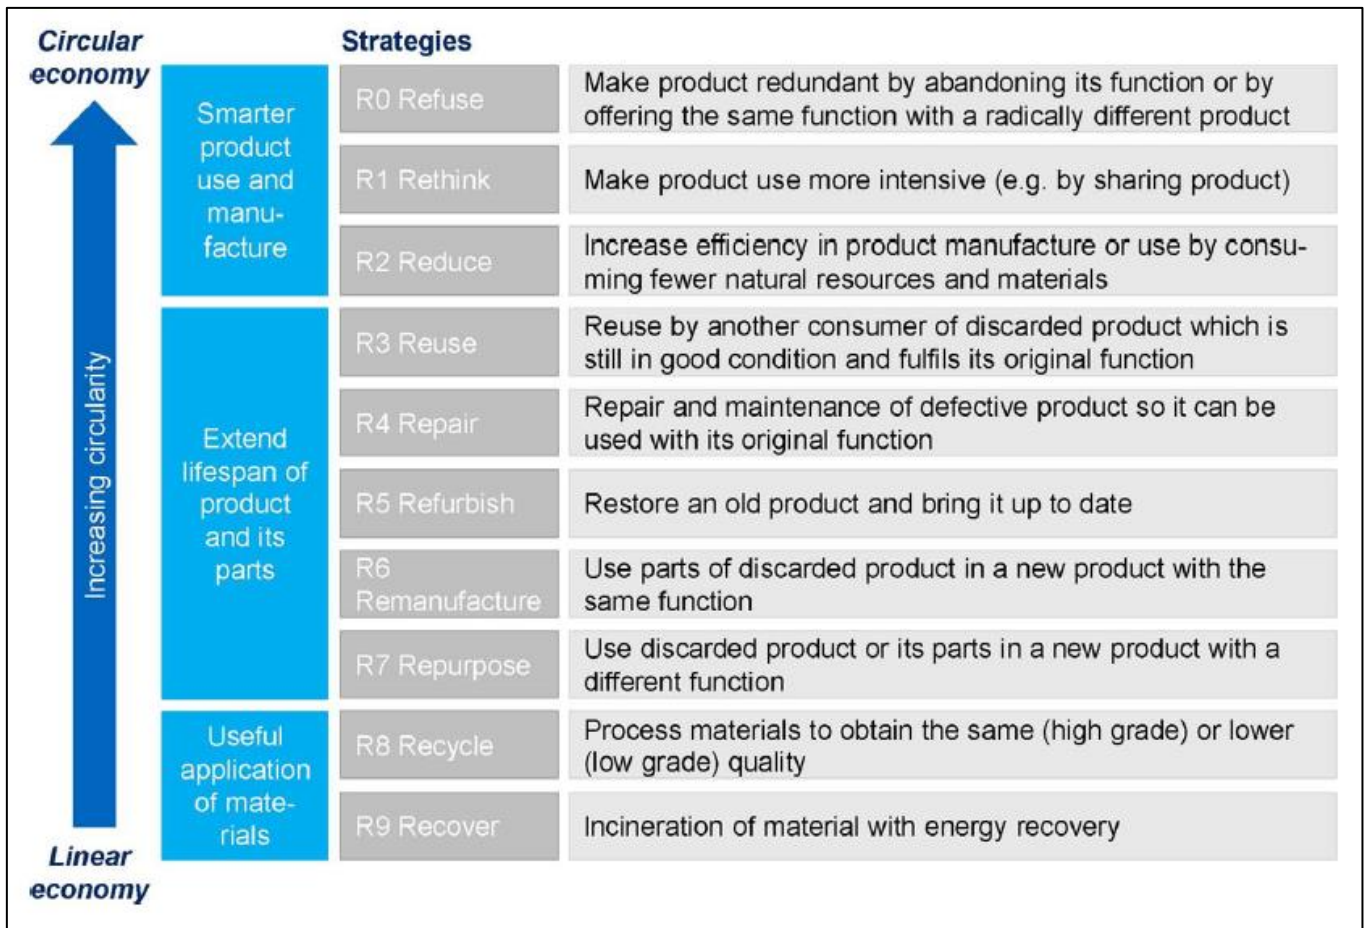 Circular
economy
Strategies
Smarter
product
use and
manu-
facture
R0 Refuse
Make product redundant by abandoning its function or by
offering the same function with a radically different product
R1 Rethink
Make product use more intensive (e.g. by sharing product)
R2 Reduce
Increase efficiency in product manufacture or use by consu-
ming fewer natural resources and materials
Increasing circularity
Extend
lifespan of
product
and its
parts
R3 Reuse
Reuse by another consumer of discarded product which is
still in good condition and fulfils its original function
R4 Repair
Repair and maintenance of defective product so it can be
used with its original function
R5 Refurbish
Restore an old product and bring it up to date
R6
Remanufacture
Use parts of discarded product in a new product with the
same function
R7 Repurpose
Use discarded product or its parts in a new product with a
different function
Useful
application
of mate-
rials
R8 Recycle
Process materials to obtain the same (high grade) or lower
(low grade) quality
R9 Recover
Incineration of material with energy recovery
Linear
economy